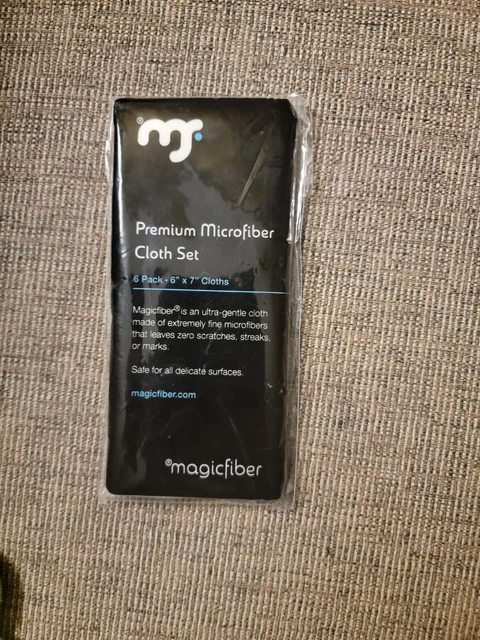 ®mf.
Premium Microfiber
Cloth Set
6 Pack • 6" x 7" Cloths
Magicfiber® is an ultra-gentle cloth
made of extremely fine microfibers
that leaves zero scratches, streaks,
or marks.
Safe for all delicate surfaces.
magicfiber.com
®magicfiber